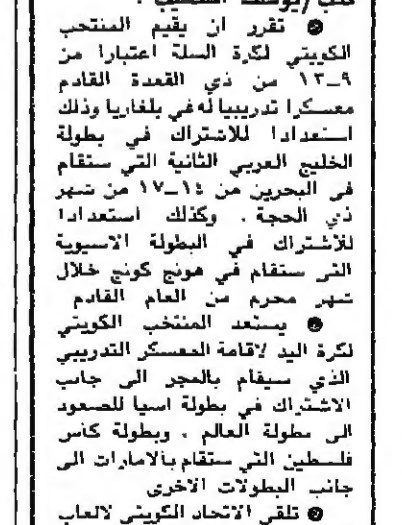 كتب / يوسف
● تقرر ان يقيم المنتخب
الكويتي لكرة السلة اعتبارا من
٩ــ١٣ من ذي القعدة القادم
معسكرا تدريبيا له في بلغاريا وذلك
استعدادا للاشتراك في بطولة
الخليج العربي الثانية التي ستقام
في البحرين من ١٤ــ١٧ من شهر
ذي الحجة . وكذلك استعدادا
للاشتراك في البطولة الاسيوية
التي ستقام في هونج كونج خلال
شهر محرم من العام القادم
● يستعد المنتخب الكويتي
لكرة اليد لاقامة المعسكر التدريبي
الذي سيقام بالمجر الى جانب
الاشتراك في بطولة اسيا للصعود
الى بطولة العالم . وبطولة كأس
فلسطين التي ستقام بالامارات الى
جانب البطولات الاخرى
● تلقى الاتحاد الكويتي لالعاب